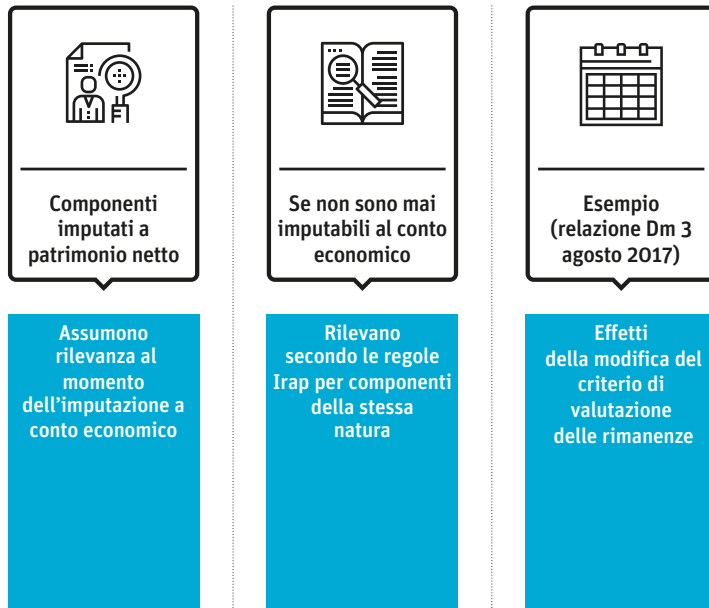 Componenti
imputati a
patrimonio netto
Assumono
rilevanza al
momento
dell'imputazione a
conto economico
Se non sono mai
imputabili al conto
economico
Rilevano
secondo le regole
Irap per componenti
della stessa
natura
Esempio
(relazione Dm 3
agosto 2017)
Effetti
della modifica del
criterio di
valutazione
delle rimanenze